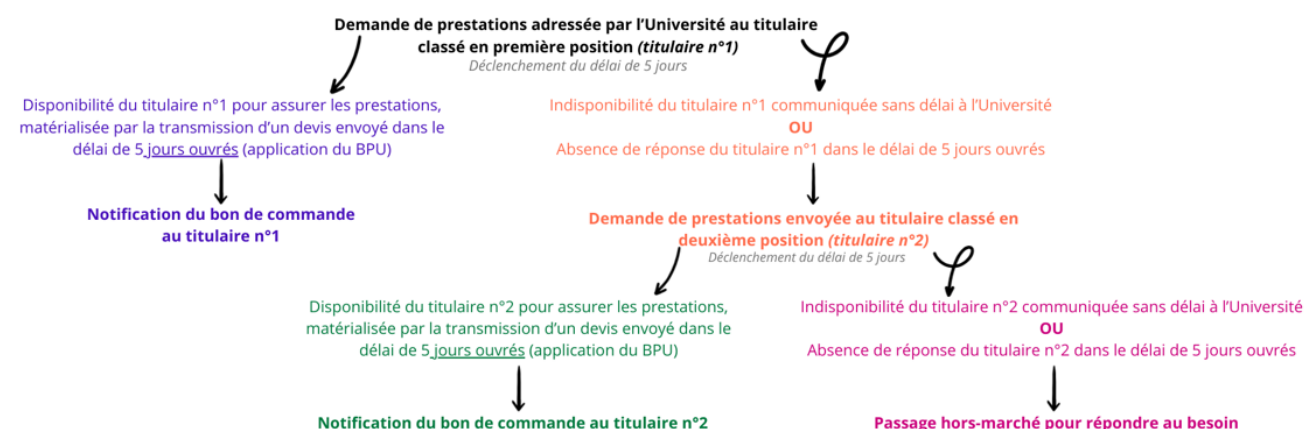 Demande de prestations adressée par l’Université au titulaire
classé en première position (titulaire n°1)
Déclenchement du délai de 5 jours
Disponibilité du titulaire n°1 pour assurer les prestations,
matérialisée par la transmission d’un devis envoyé dans le
délai de 5 jours ouvrés (application du BPU)
Indisponibilité du titulaire n°1 communiquée sans délai à l’Université
OU
Absence de réponse du titulaire n°1 dans le délai de 5 jours ouvrés
Notification du bon de commande
au titulaire n°1
Demande de prestations envoyée au titulaire classé en
deuxième position (titulaire n°2)
Déclenchement du délai de 5 jours
Disponibilité du titulaire n°2 pour assurer les prestations,
matérialisée par la transmission d’un devis envoyé dans le
délai de 5 jours ouvrés (application du BPU)
Indisponibilité du titulaire n°2 communiquée sans délai à l’Université
OU
Absence de réponse du titulaire n°2 dans le délai de 5 jours ouvrés
Notification du bon de commande au titulaire n°2
Passage hors-marché pour répondre au besoin